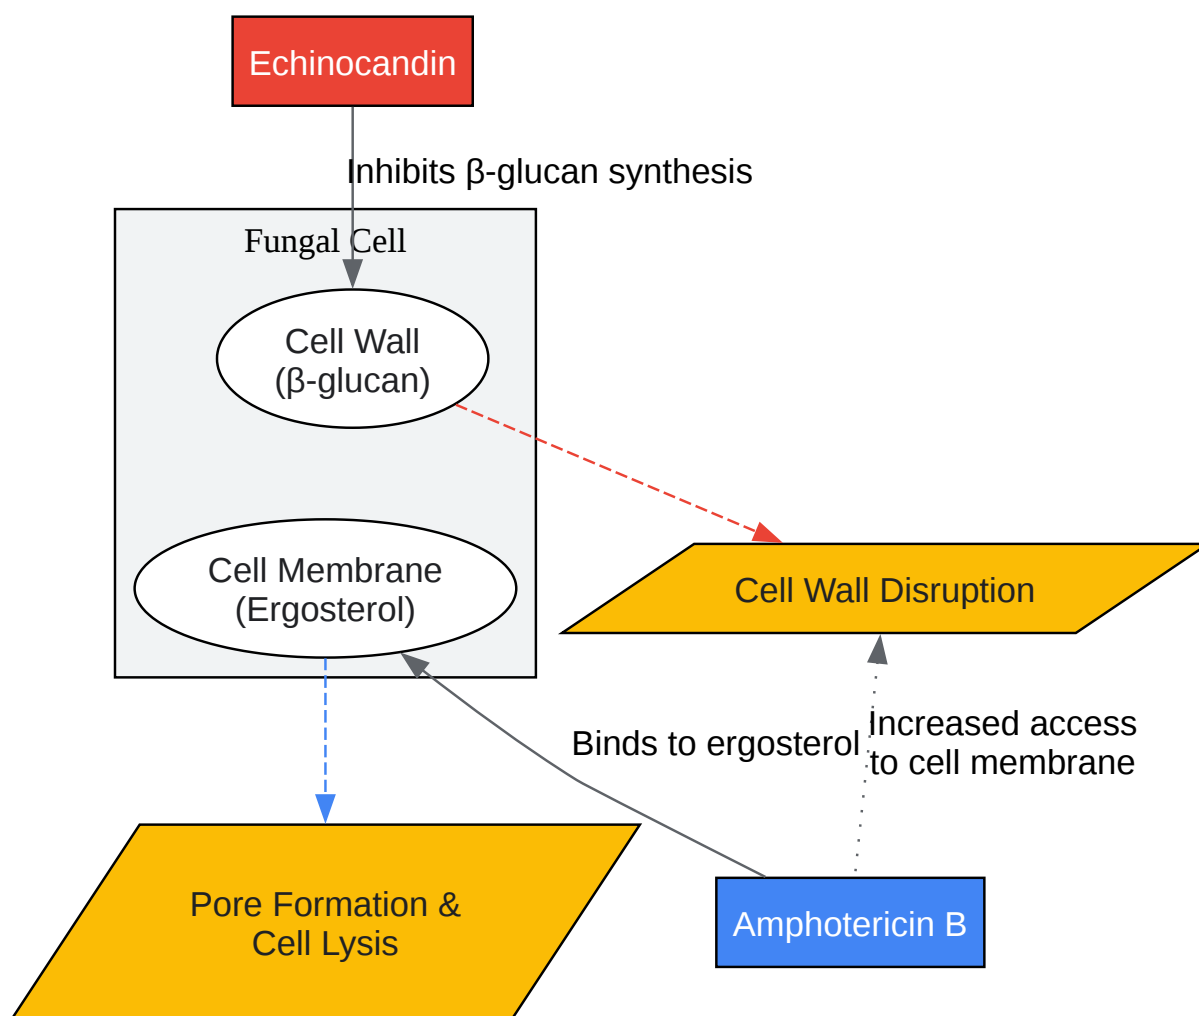 Echinocandin
Inhibits β-glucan synthesis
Fungal Cell
Cell Wall
(β-glucan)
Cell Membrane
(Ergosterol)
Cell Wall Disruption
Binds to ergosterol
Increased access
to cell membrane
Pore Formation &
Cell Lysis
Amphotericin B